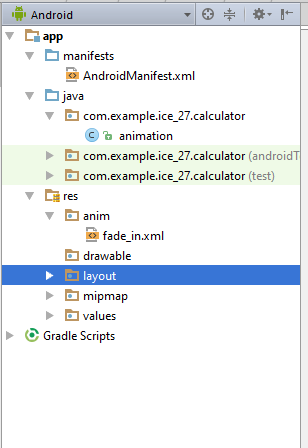 Android
app
manifests
AndroidManifest.xml
java
com.example.ice_27.calculator
animation
com.example.ice_27.calculator (androidT
com.example.ice_27.calculator (test)
res
anim
fade_in.xml
drawable
layout
mipmap
values
Gradle Scripts